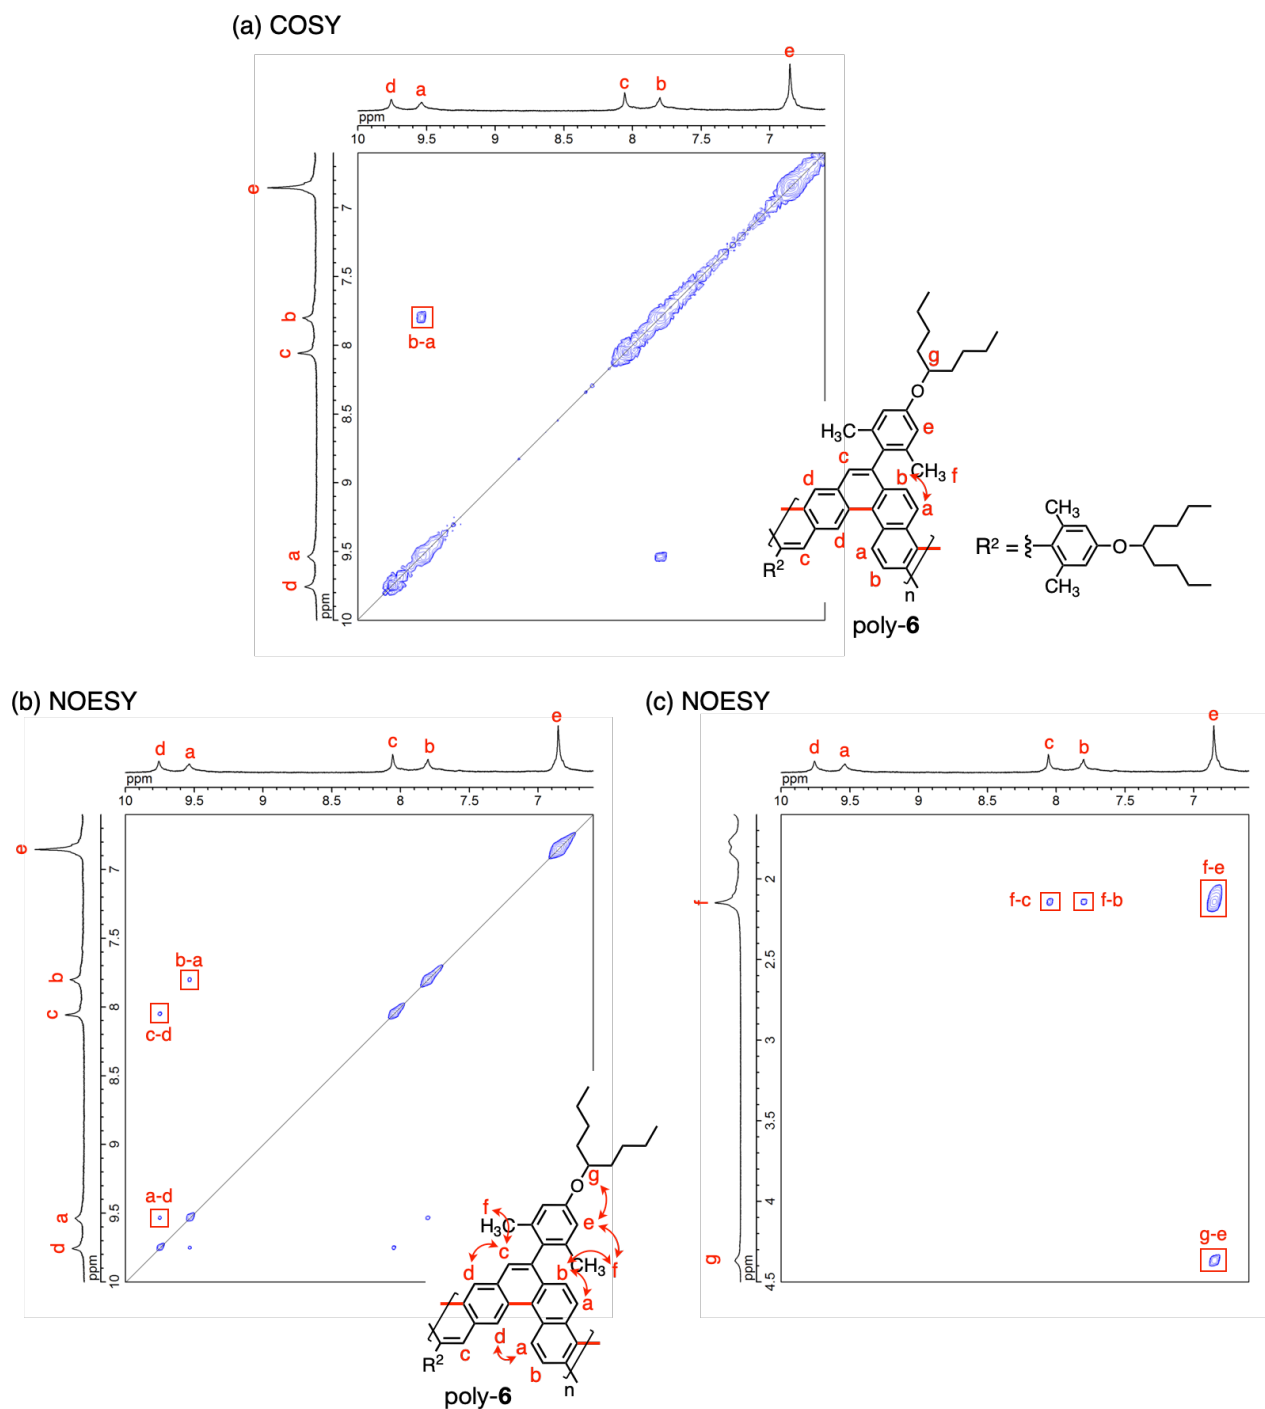 (a) COSY
e
d a c b
ppm
10 9.5 9 8.5 8 7.5 7
e
7
7.5
b
8
c
b-a
8.5
9
9.5
a
d
10
ppm
g
O
H₃C
e
c
CH₃ f
d
b
a
d
a
c
R²
b
n
poly-6
R² =
CH₃
O
CH₃
(b) NOESY
e
d a c b
ppm
10 9.5 9 8.5 8 7.5 7
e
7
7.5
b
b-a
8
c
c-d
8.5
9
a-d
9.5
a
d
10
ppm
g
O
f
H₃C
e
c
CH₃
f
d
b
a
d
a
c
R²
b
n
poly-6
(c) NOESY
e
d a c b
ppm
10 9.5 9 8.5 8 7.5 7
f-e
2
f
f-c f-b
2.5
3
3.5
4
g-e
g
4.5
ppm